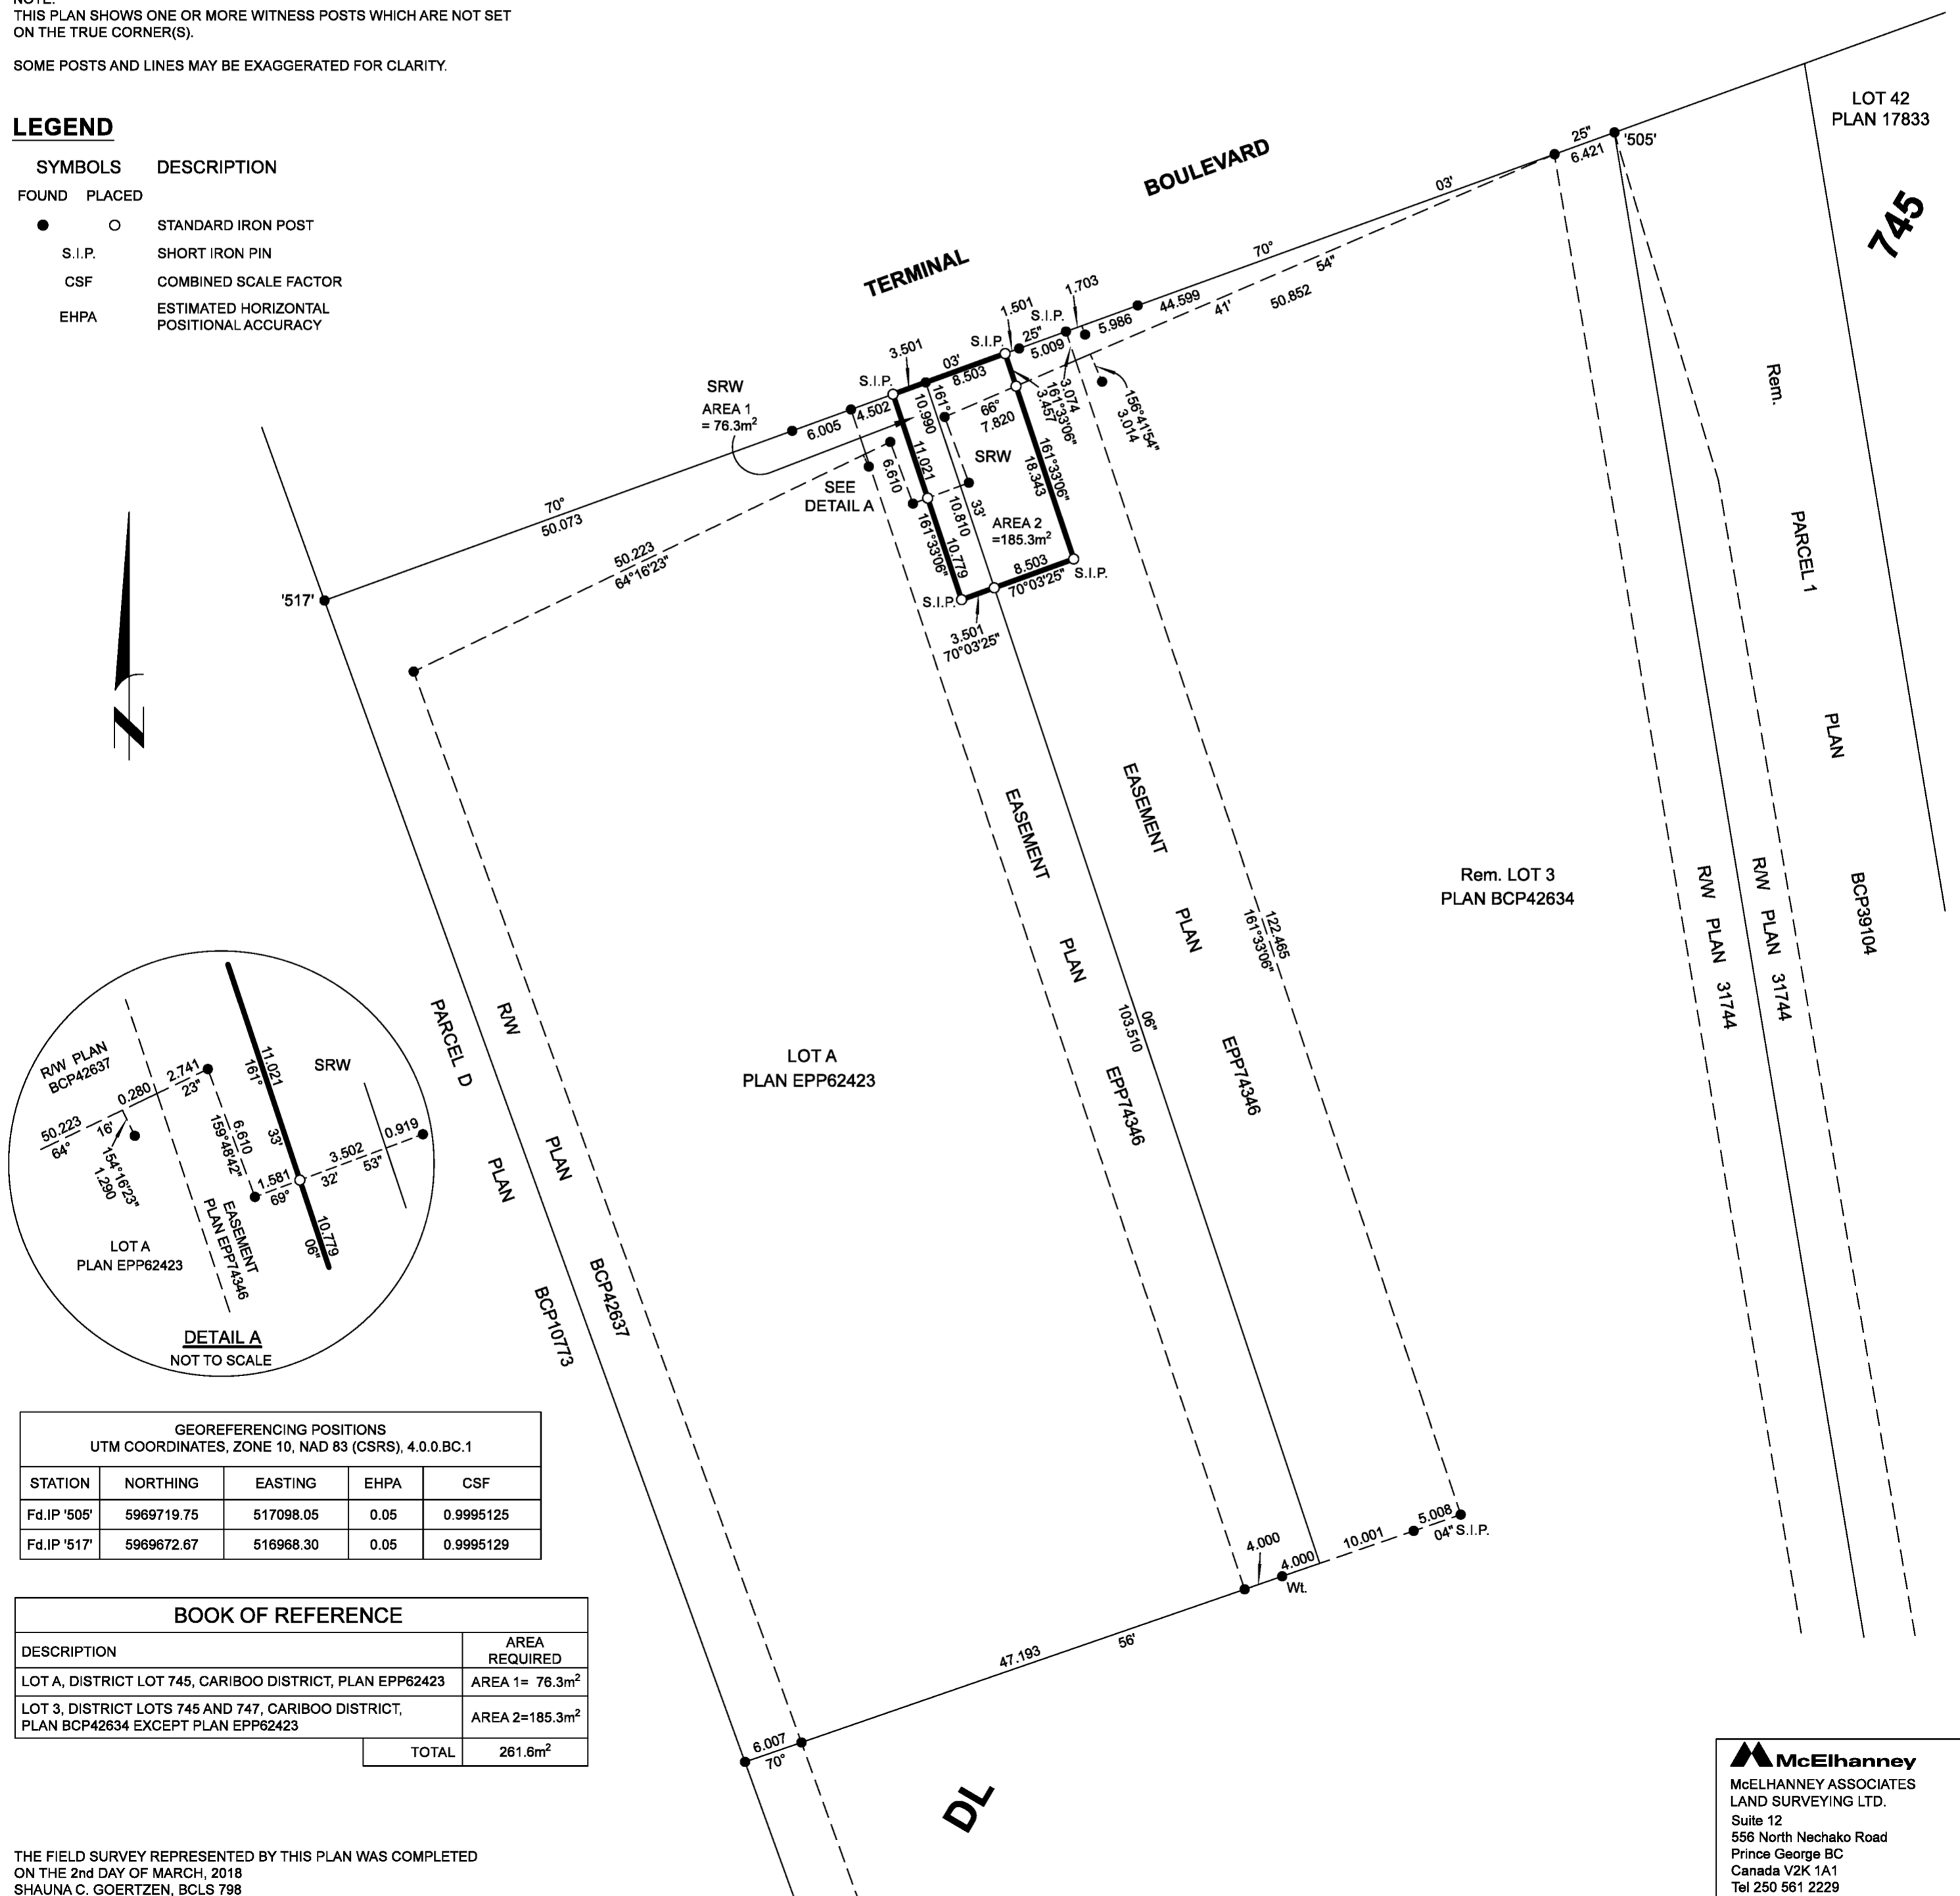 NOTE:
THIS PLAN SHOWS ONE OR MORE WITNESS POSTS WHICH ARE NOT SET
ON THE TRUE CORNER(S).
SOME POSTS AND LINES MAY BE EXAGGERATED FOR CLARITY.
LEGEND
SYMBOLS DESCRIPTION
FOUND PLACED
STANDARD IRON POST
S.I.P. SHORT IRON PIN
CSF COMBINED SCALE FACTOR
EHPA ESTIMATED HORIZONTAL
POSITIONAL ACCURACY
LOT 42
PLAN 17833
745
TERMINAL BOULEVARD
25"
6.421
'505'
03'
70°
54"
44.599
41'
50.852
1.703
5.986
1.501
S.I.P.
25"
5.009
S.I.P.
3.501
03'
8.503
S.I.P.
4.502
6.005
SRW
AREA 1
= 76.3m²
161°
10.990
11.021
66°
7.820
3.457
161°33'06"
3.074
156°41'54"
3.014
161°33'06"
18.343
SRW
SEE
DETAIL A
6.610
33'
10.810
161°33'06"
10.779
AREA 2
=185.3m²
8.503
70°03'25"
S.I.P.
S.I.P.
3.501
70°03'25"
70°
50.073
50.223
64°16'23"
'517'
N
Rem.
PARCEL 1
PLAN
BCP39104
EASEMENT
PLAN
EPP74346
EASEMENT
PLAN
EPP74346
122.465
161°33'06"
06"
103.510
Rem. LOT 3
PLAN BCP42634
R/W PLAN 31744
R/W PLAN 31744
LOT A
PLAN EPP62423
PARCEL D
PLAN
BCP10773
R/W
PLAN
BCP42637
R/W PLAN
BCP42637
11.021
161°
33'
SRW
2.741
23"
0.280
50.223
64°
16'
154°16'23"
1.290
6.610
159°48'42"
0.919
3.502
53"
32'
1.581
69°
10.779
06"
EASEMENT
PLAN EPP74346
LOT A
PLAN EPP62423
DETAIL A
NOT TO SCALE
GEOREFERENCING POSITIONS
UTM COORDINATES, ZONE 10, NAD 83 (CSRS), 4.0.0.BC.1
STATION NORTHING EASTING EHPA CSF
Fd.IP '505' 5969719.75 517098.05 0.05 0.9995125
Fd.IP '517' 5969672.67 516968.30 0.05 0.9995129
BOOK OF REFERENCE
DESCRIPTION AREA
REQUIRED
LOT A, DISTRICT LOT 745, CARIBOO DISTRICT, PLAN EPP62423 AREA 1= 76.3m²
LOT 3, DISTRICT LOTS 745 AND 747, CARIBOO DISTRICT,
PLAN BCP42634 EXCEPT PLAN EPP62423 AREA 2=185.3m²
TOTAL 261.6m²
5.008
04" S.I.P.
10.001
4.000
4.000
Wt.
56'
47.193
6.007
70°
DL
THE FIELD SURVEY REPRESENTED BY THIS PLAN WAS COMPLETED
ON THE 2nd DAY OF MARCH, 2018
SHAUNA C. GOERTZEN, BCLS 798
McElhanney
McELHANNEY ASSOCIATES
LAND SURVEYING LTD.
Suite 12
556 North Nechako Road
Prince George BC
Canada V2K 1A1
Tel 250 561 2229